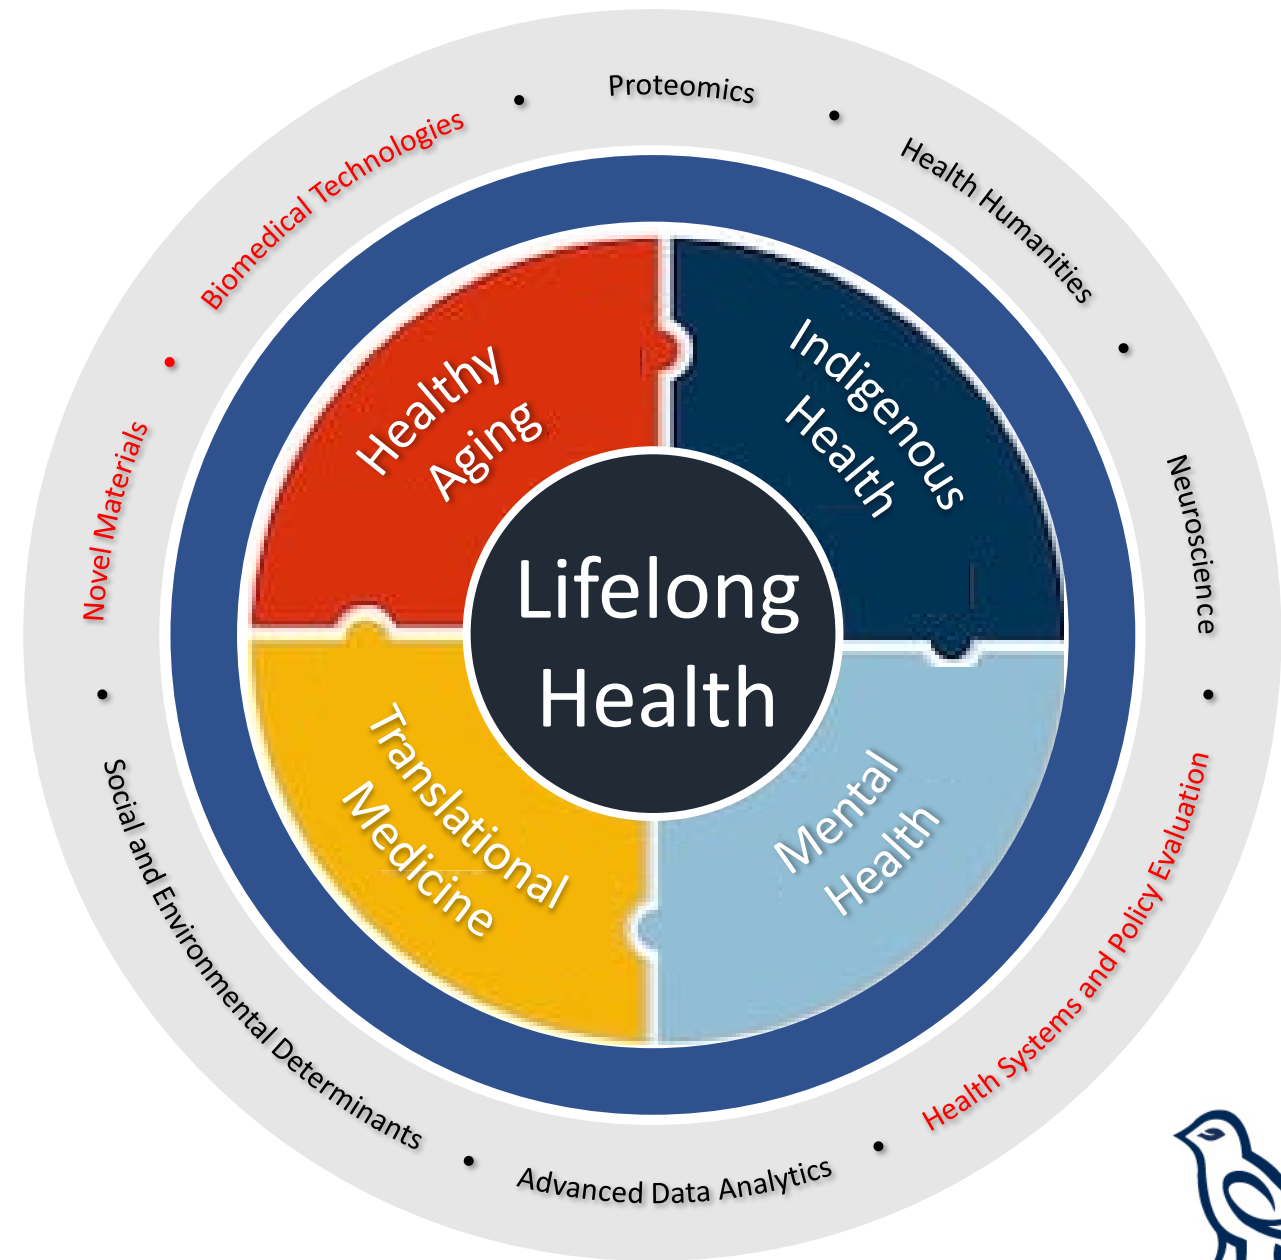 Proteomics
Health Humanities
Neuroscience
Health Systems and Policy Evaluation
Advanced Data Analytics
Social and Environmental Determinants
Novel Materials
Biomedical Technologies
Healthy
Aging
Indigenous
Health
Mental
Health
Translational
Medicine
Lifelong
Health